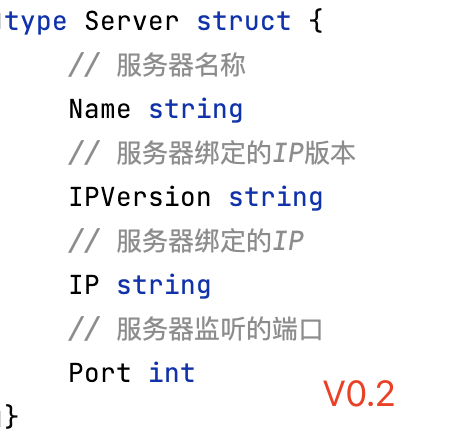 type Server struct {
// 服务器名称
Name string
// 服务器绑定的IP版本
IPVersion string
// 服务器绑定的IP
IP string
// 服务器监听的端口
Port int
V0.2
}